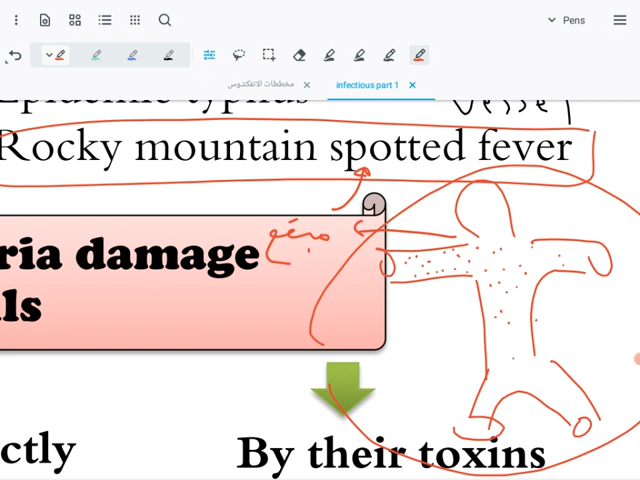 Pens
مخططات الانفكشوس
infectious part 1
Epidemic typhus
Vessel
Rocky mountain spotted fever
ria damage
ls
ctly
By their toxins